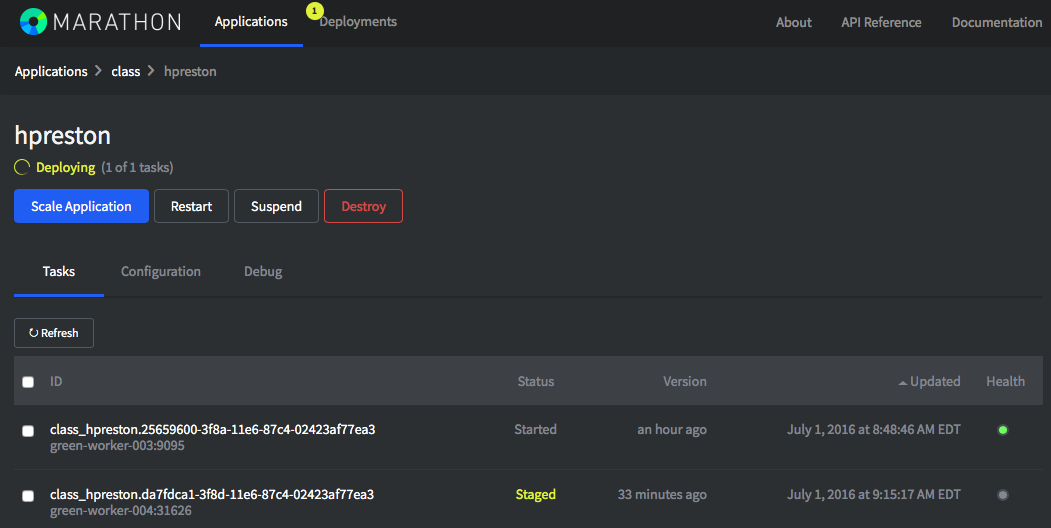 MARATHON Applications 1 Deployments About API Reference Documentation
Applications > class > hpreston
hpreston
Deploying (1 of 1 tasks)
Scale Application Restart Suspend Destroy
Tasks Configuration Debug
Refresh
ID Status Version Updated Health
class_hpreston.25659600-3f8a-11e6-87c4-02423af77ea3 Started an hour ago July 1, 2016 at 8:48:46 AM EDT
green-worker-003:9095
class_hpreston.da7fdca1-3f8d-11e6-87c4-02423af77ea3 Staged 33 minutes ago July 1, 2016 at 9:15:17 AM EDT
green-worker-004:31626